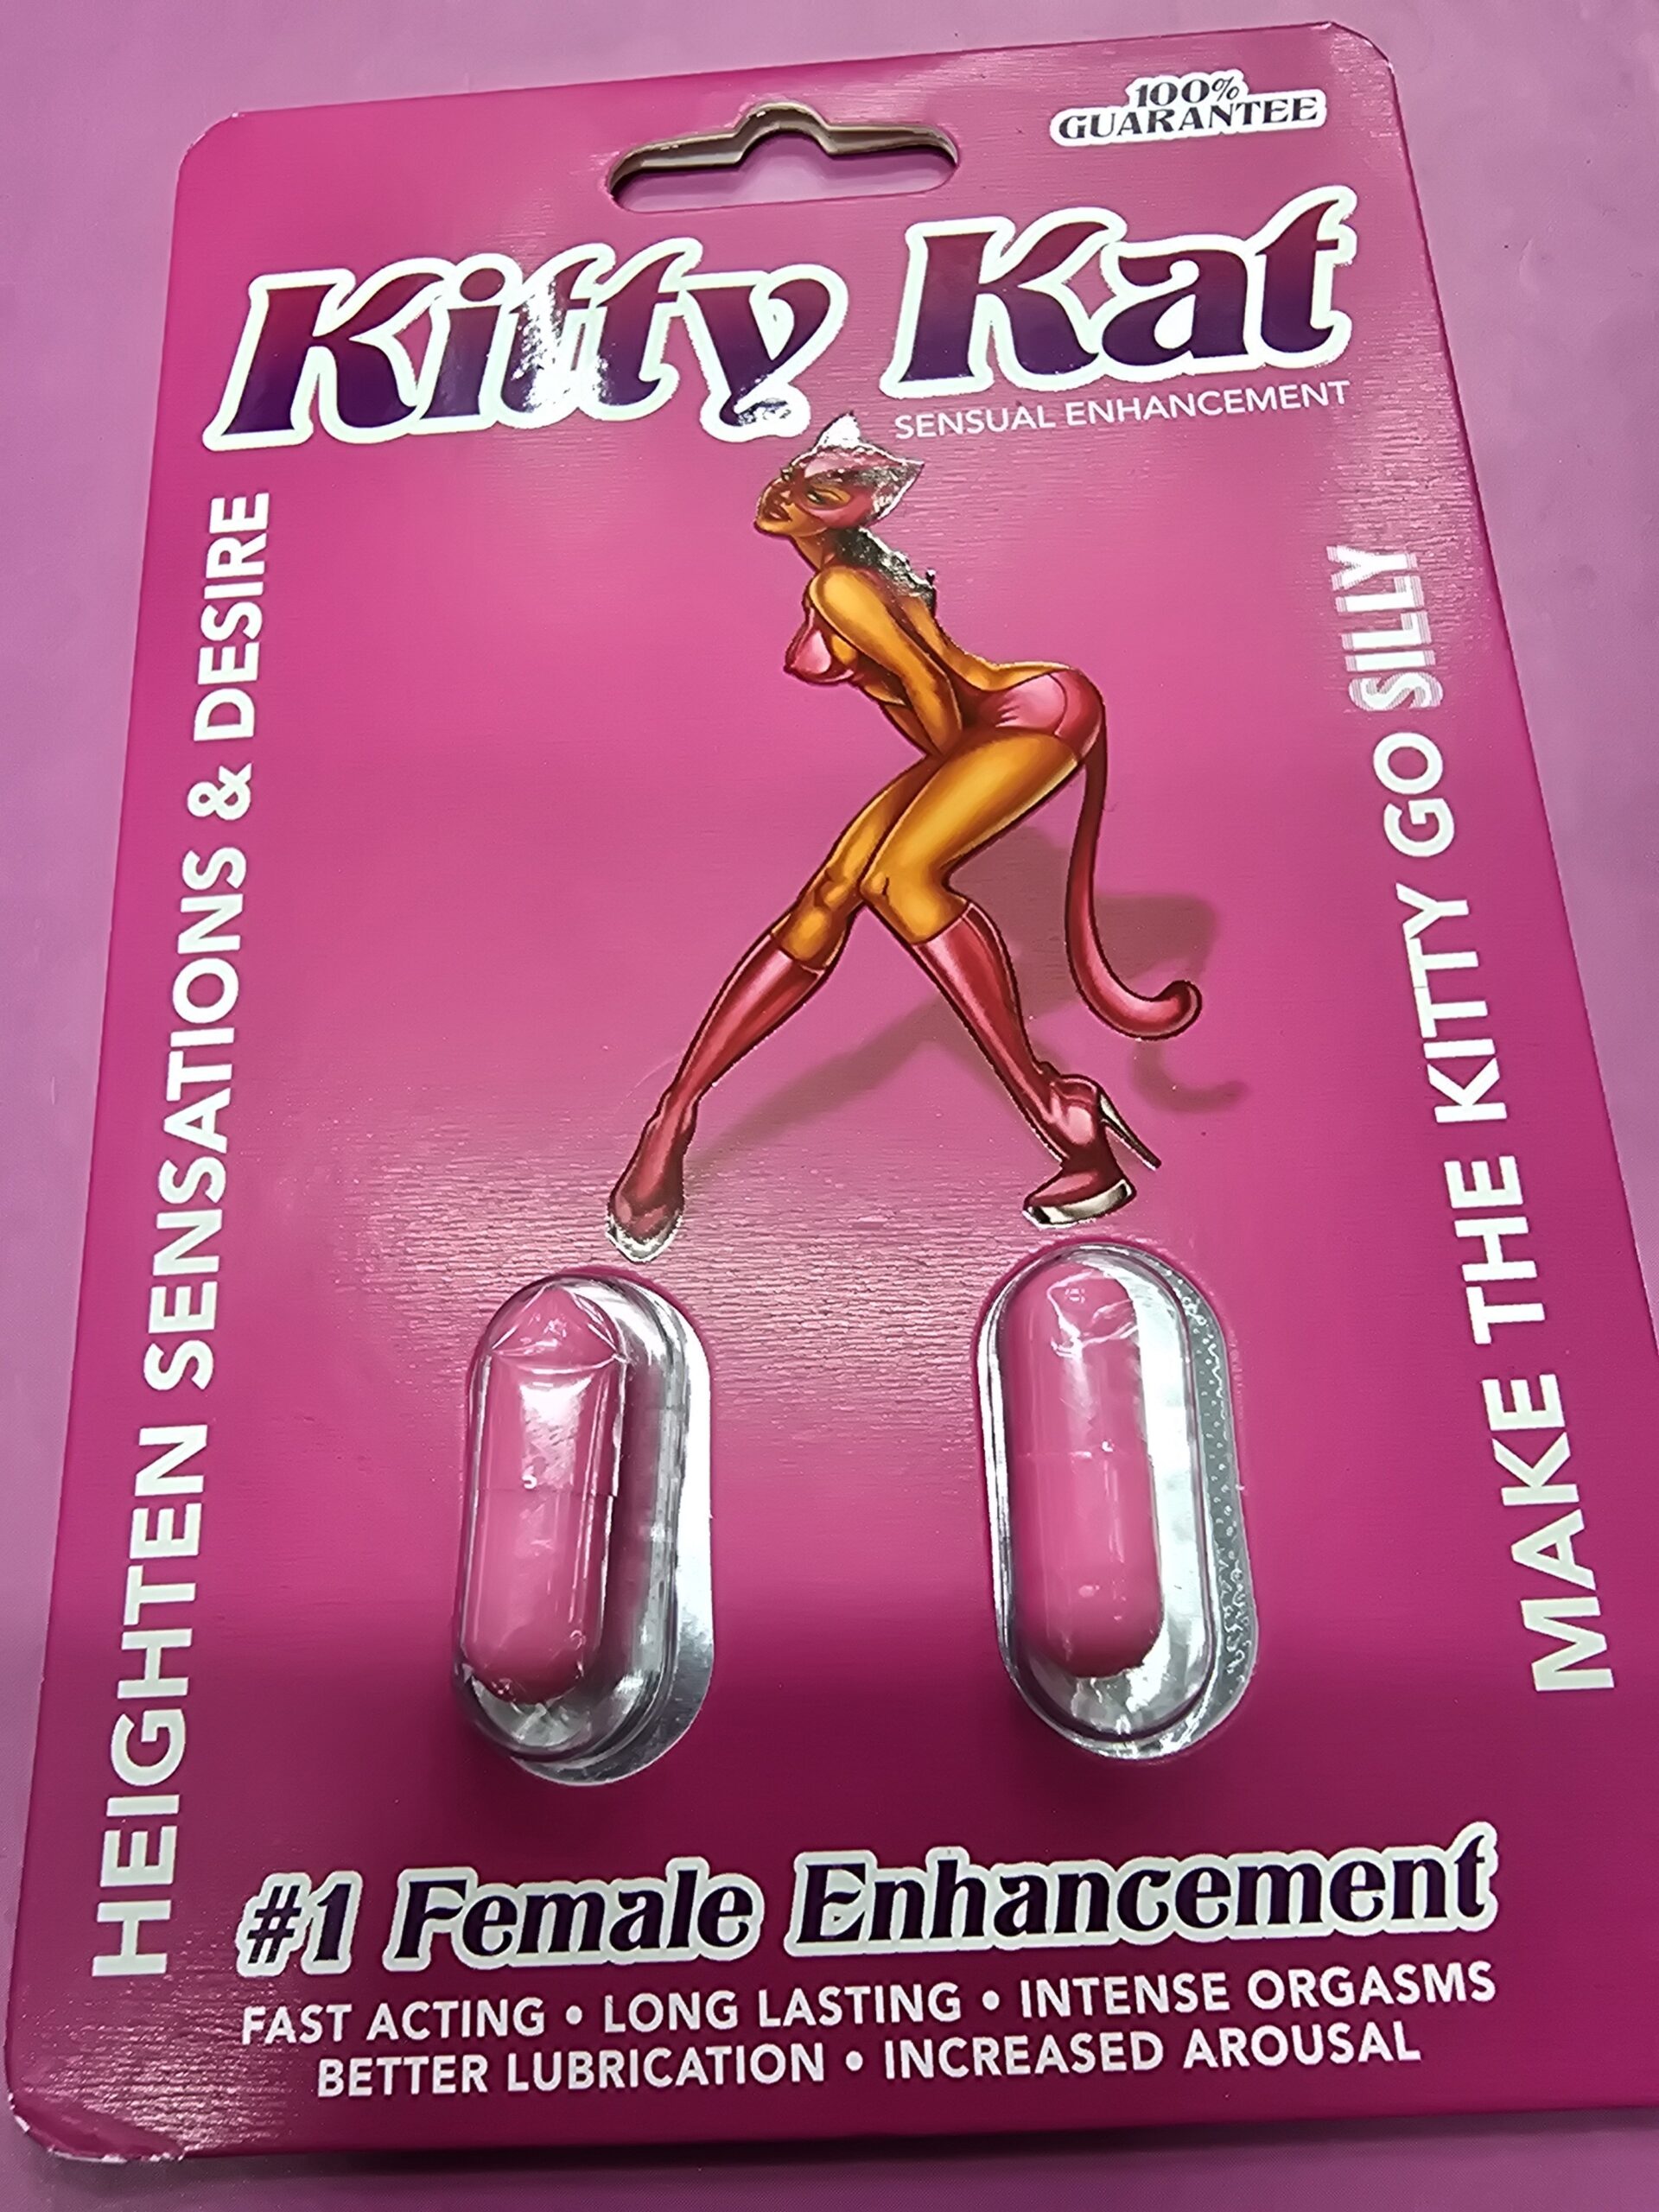 100%
GUARANTEE
Kitty Kat
SENSUAL ENHANCEMENT
HEIGHTEN SENSATIONS & DESIRE
MAKE THE KITTY GO SILLY
#1 Female Enhancement
FAST ACTING • LONG LASTING • INTENSE ORGASMS
BETTER LUBRICATION • INCREASED AROUSAL